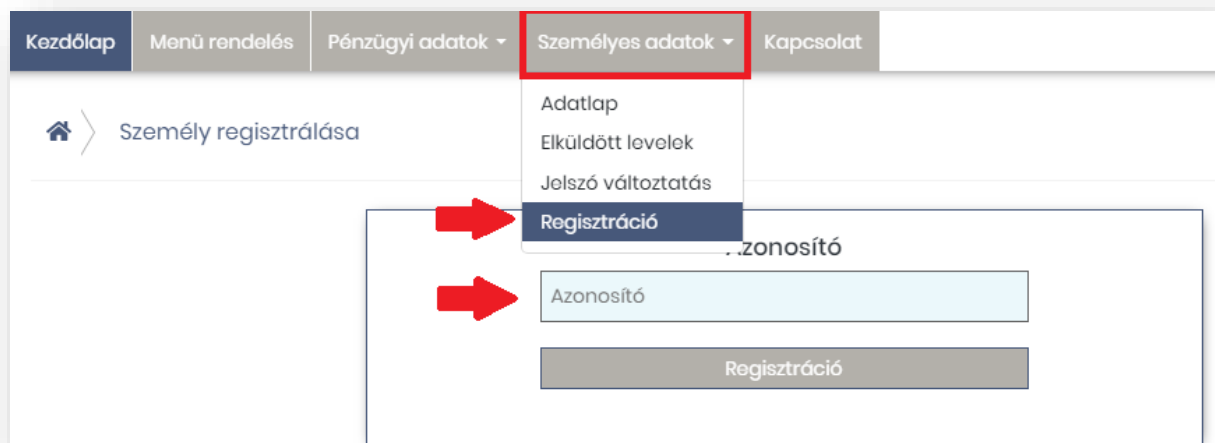 Kezdőlap Menü rendelés Pénzügyi adatok Személyes adatok Kapcsolat
Adatlap
Személy regisztrálása
Elküldött levelek
Jelszó változtatás
Regisztráció
Azonosító
Azonosító
Regisztráció